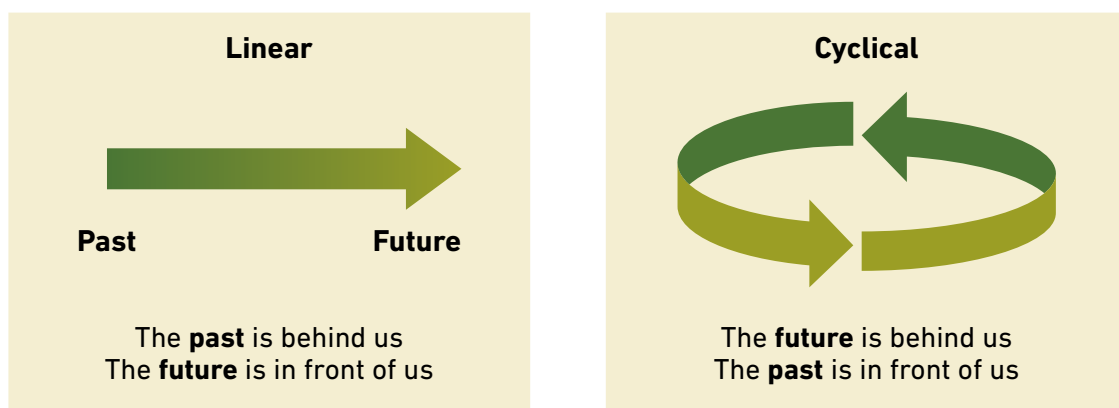 Linear
Past
Future
The past is behind us
The future is in front of us
Cyclical
The future is behind us
The past is in front of us